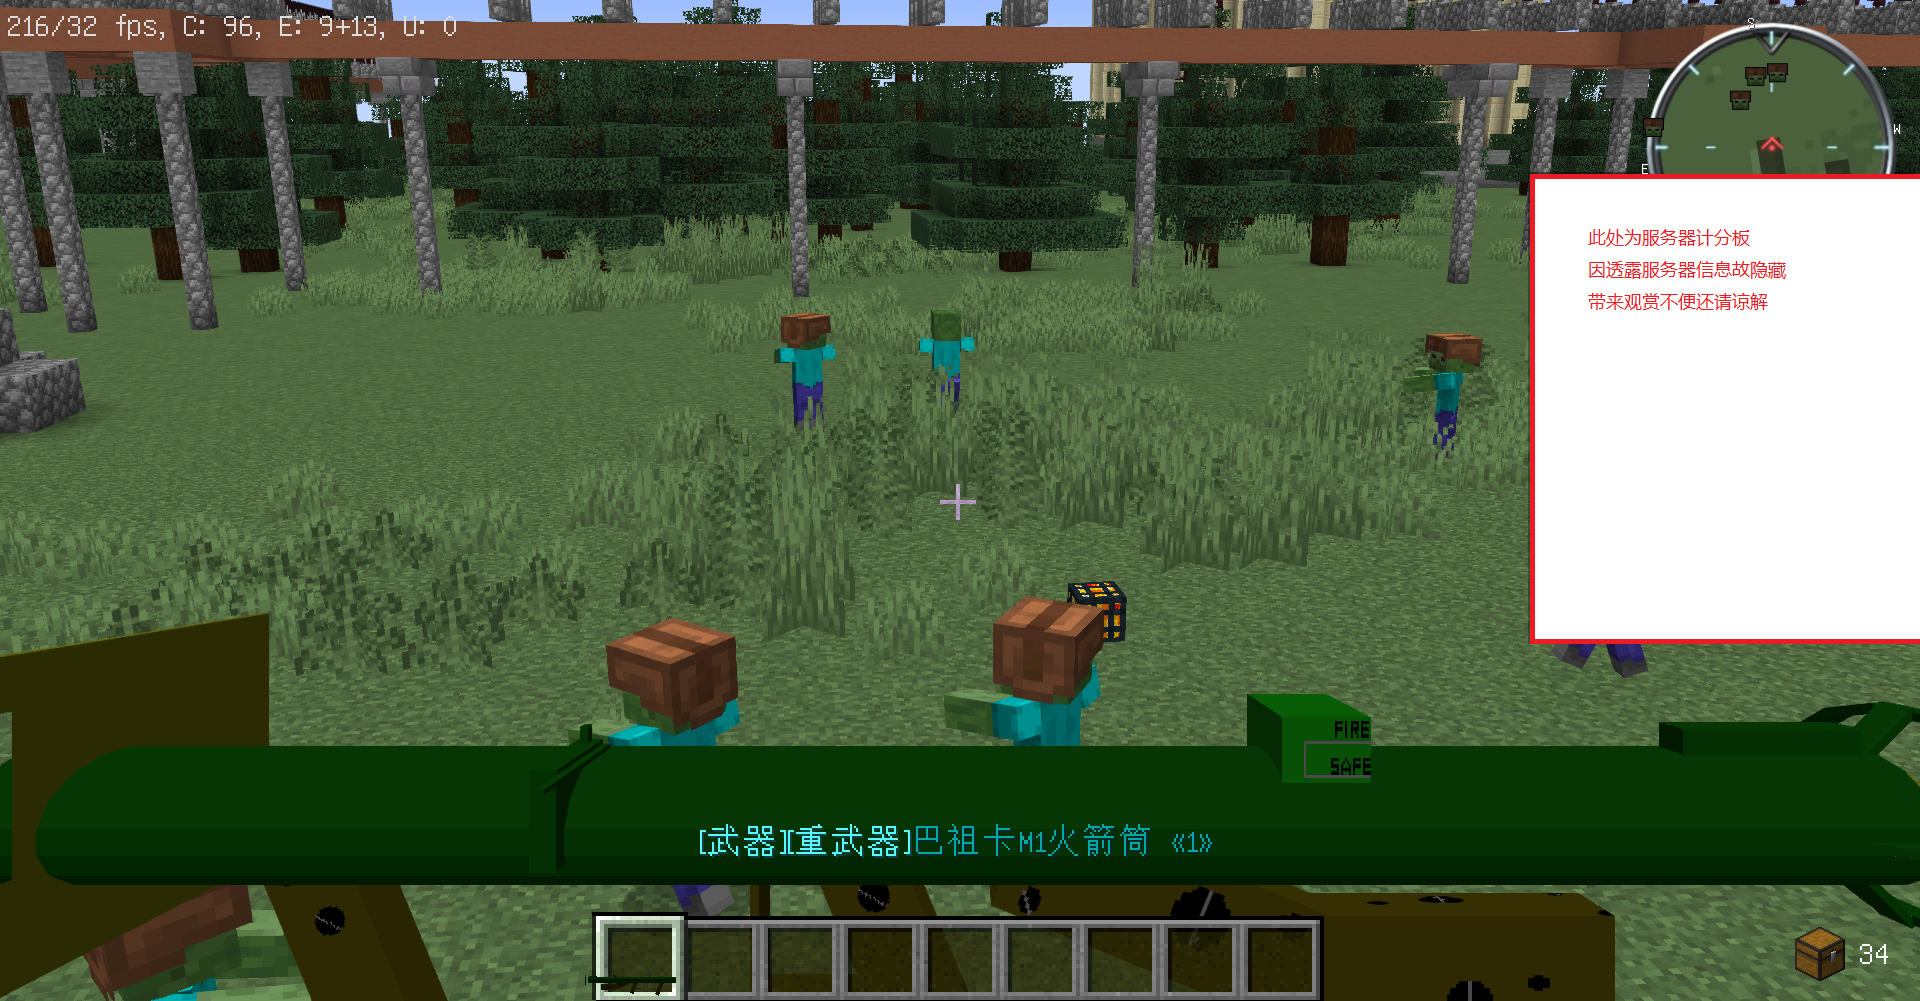 216/32 fps, C: 96, E: 9+13, U: 0
S
W
E
此处为服务器计分板
因透露服务器信息故隐藏
带来观赏不便还请谅解
FIRE
SAFE
[武器][重武器]巴祖卡M1火箭筒 «1»
34